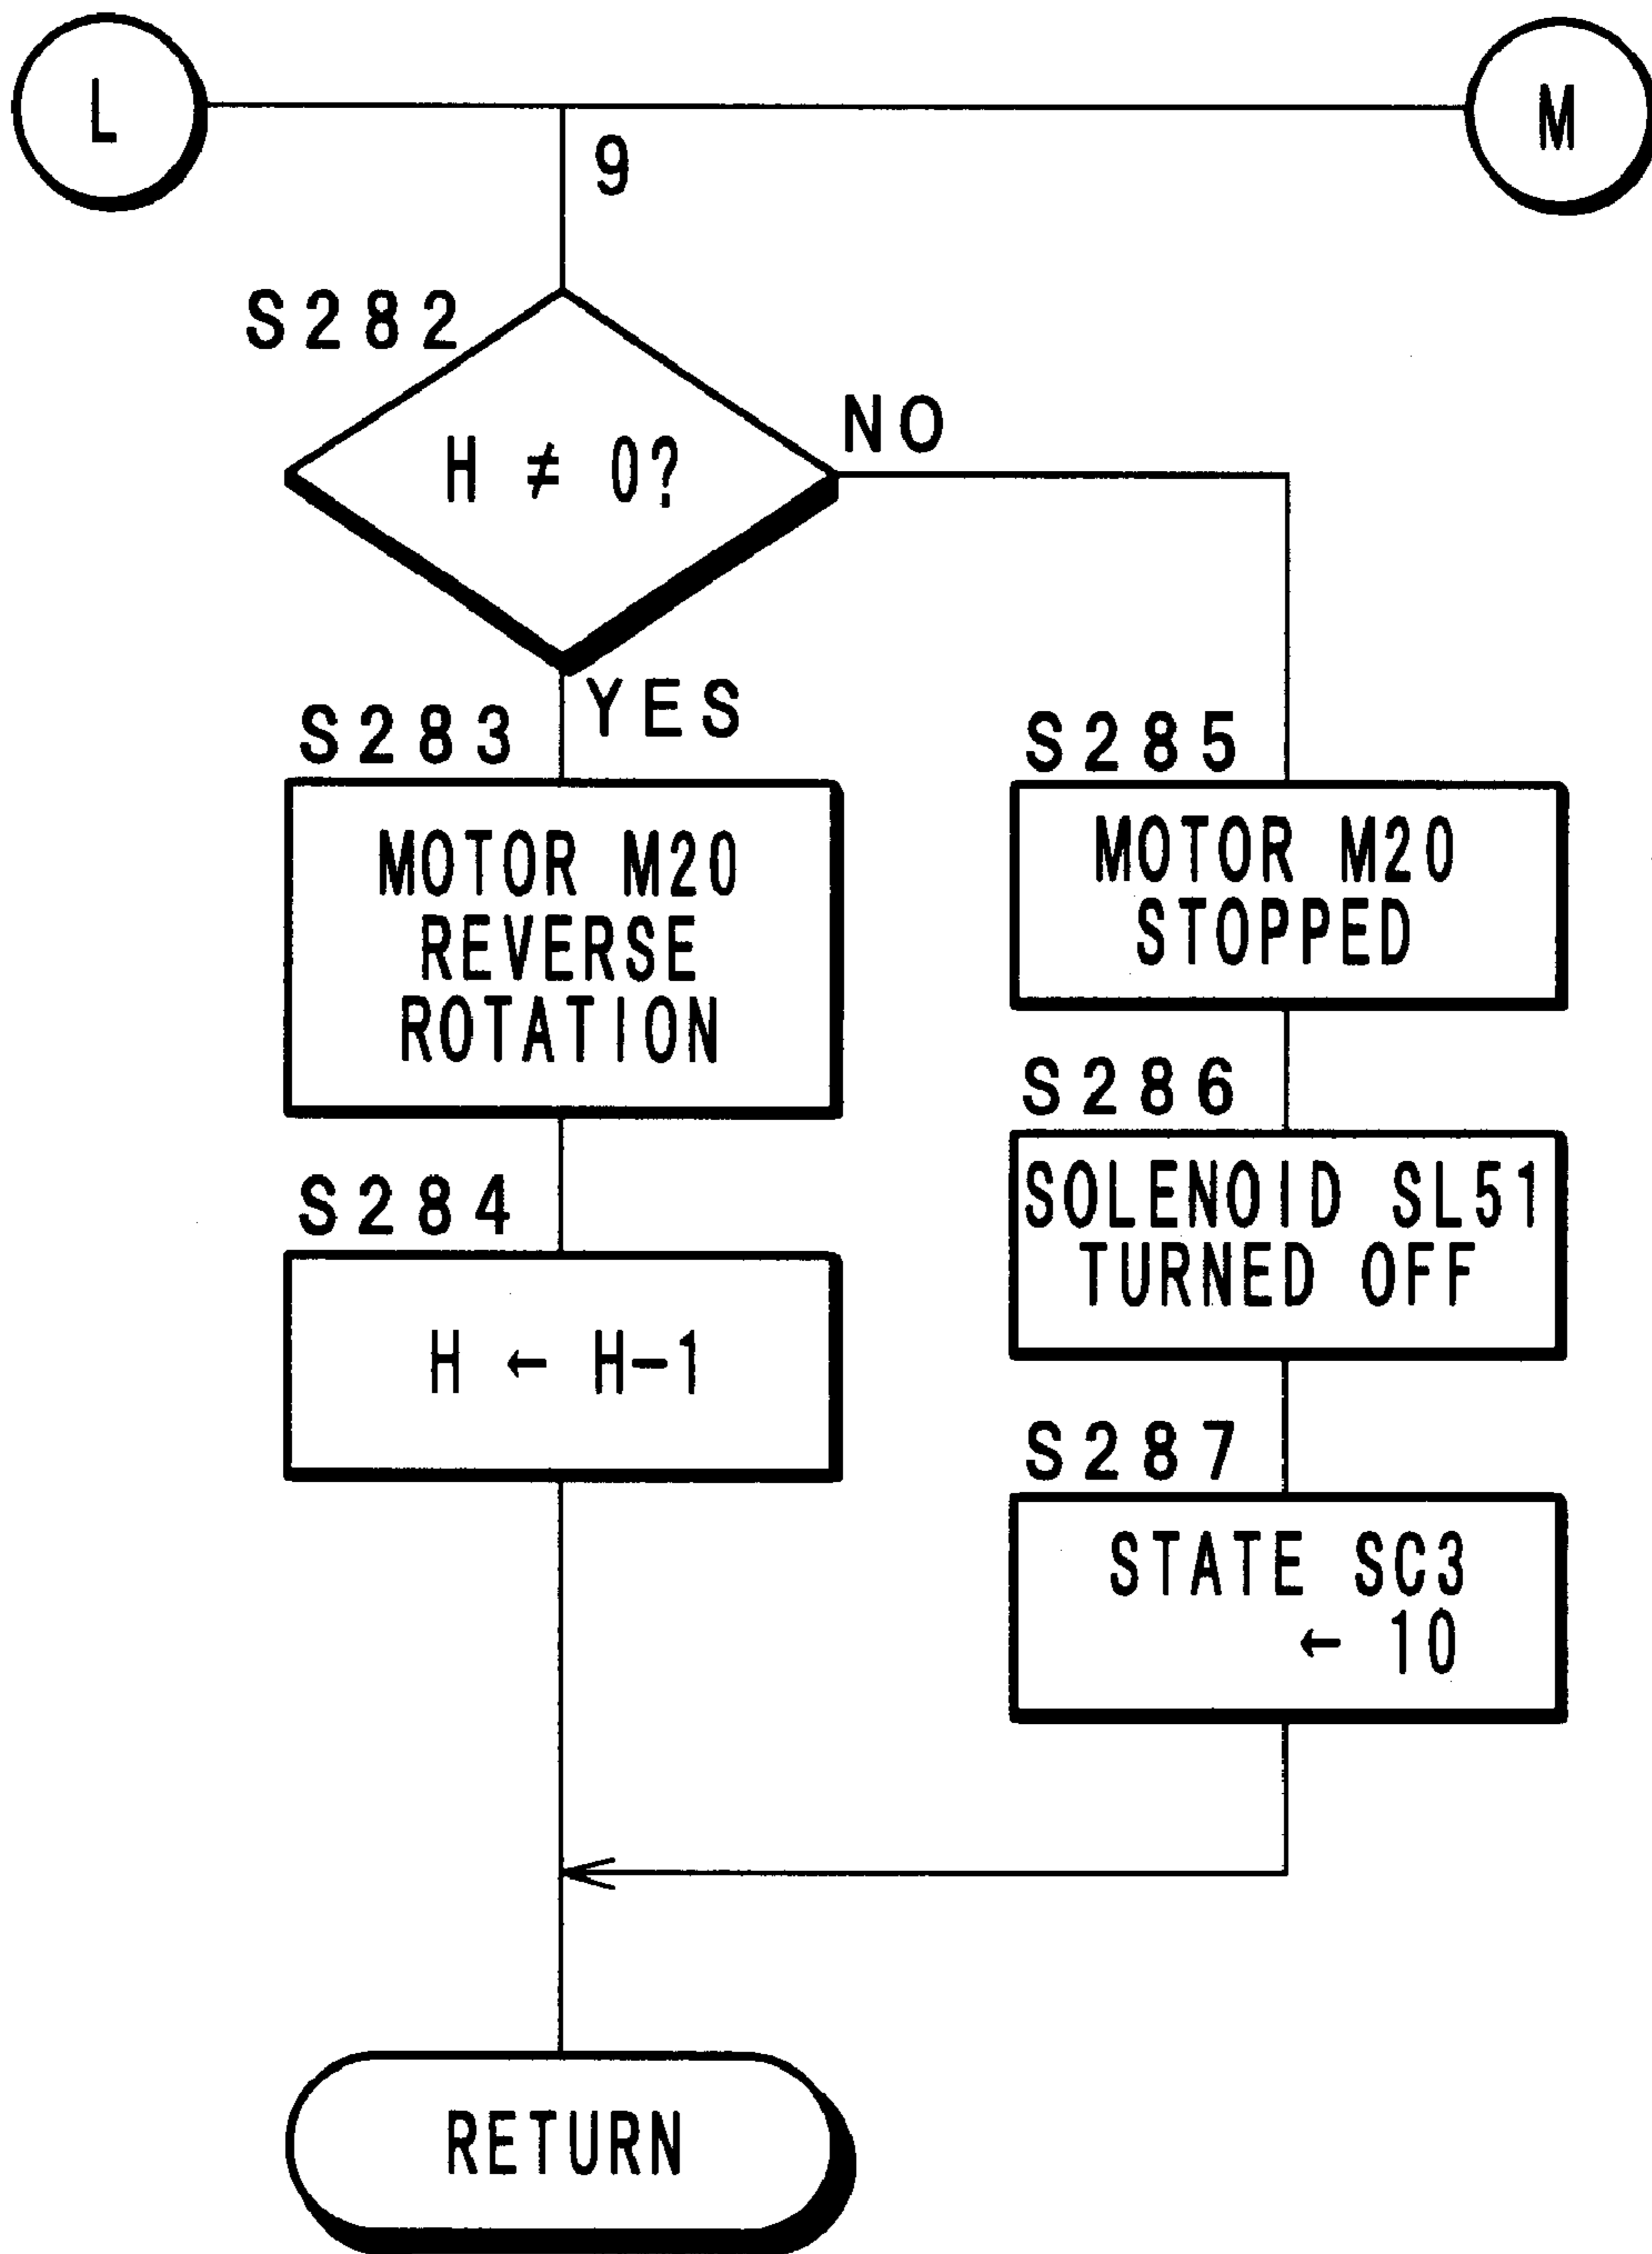 L
M
9
S282
H ≠ 0?
NO
YES
S283
MOTOR M20
REVERSE
ROTATION
S284
H ← H-1
S285
MOTOR M20
STOPPED
S286
SOLENOID SL51
TURNED OFF
S287
STATE SC3
← 10
RETURN